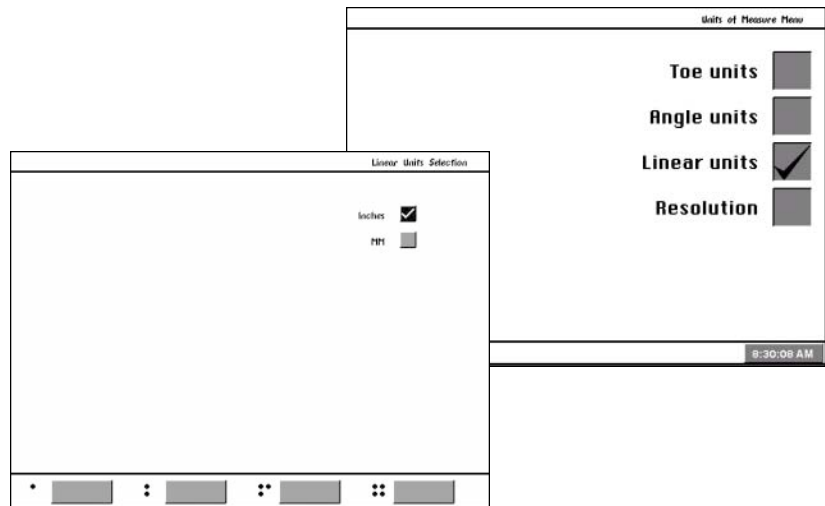 Units of Measure Menu
Toe units
Angle units
Linear units
Resolution
8:30:08 AM
Linear Units Selection
Inches
MM